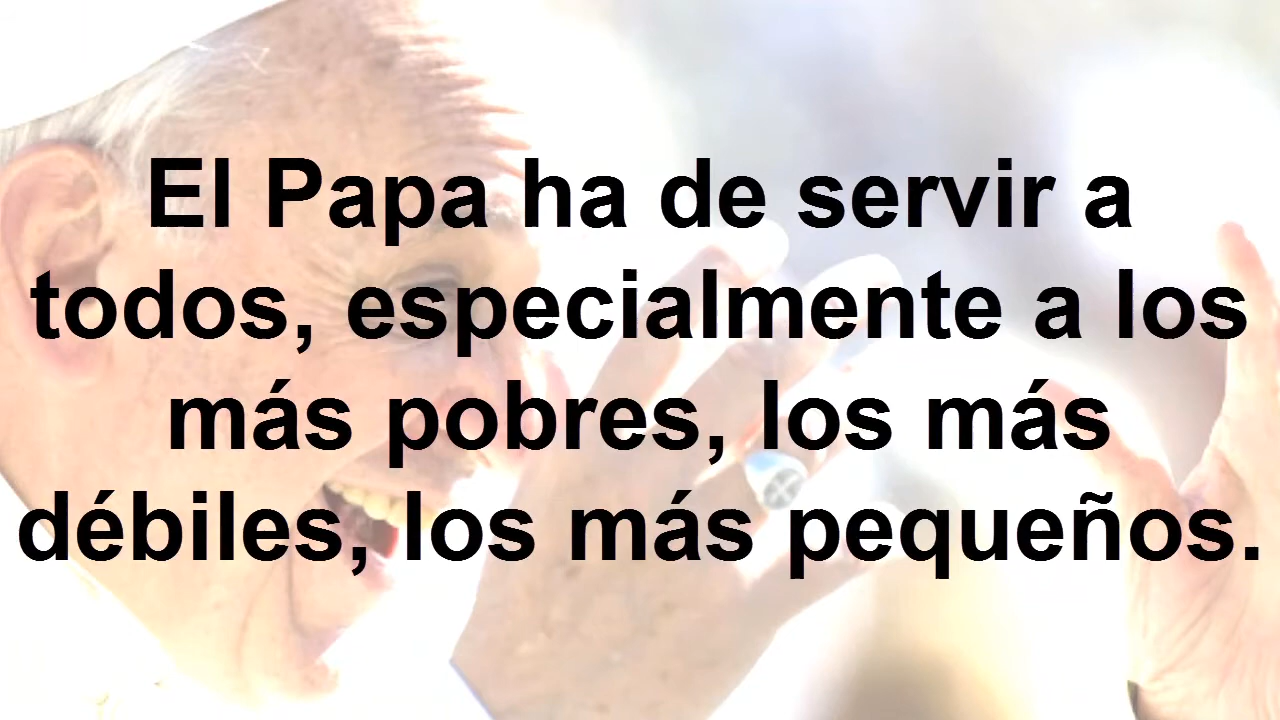 El Papa ha de servir a
todos, especialmente a los
más pobres, los más
débiles, los más pequeños.